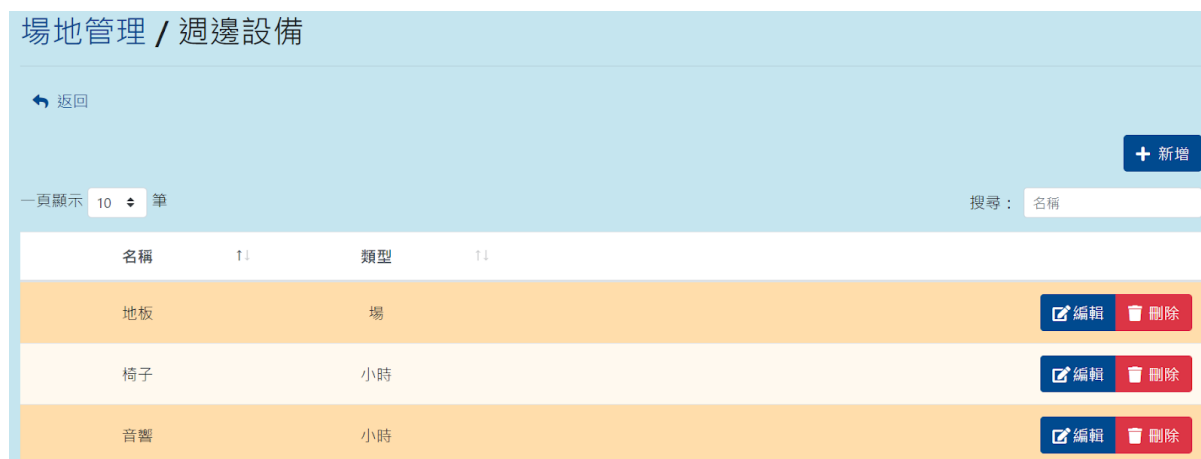 場地管理 / 週邊設備
返回
新增
一頁顯示 10 筆 搜尋： 名稱
名稱 類型
地板 場 編輯 刪除
椅子 小時 編輯 刪除
音響 小時 編輯 刪除